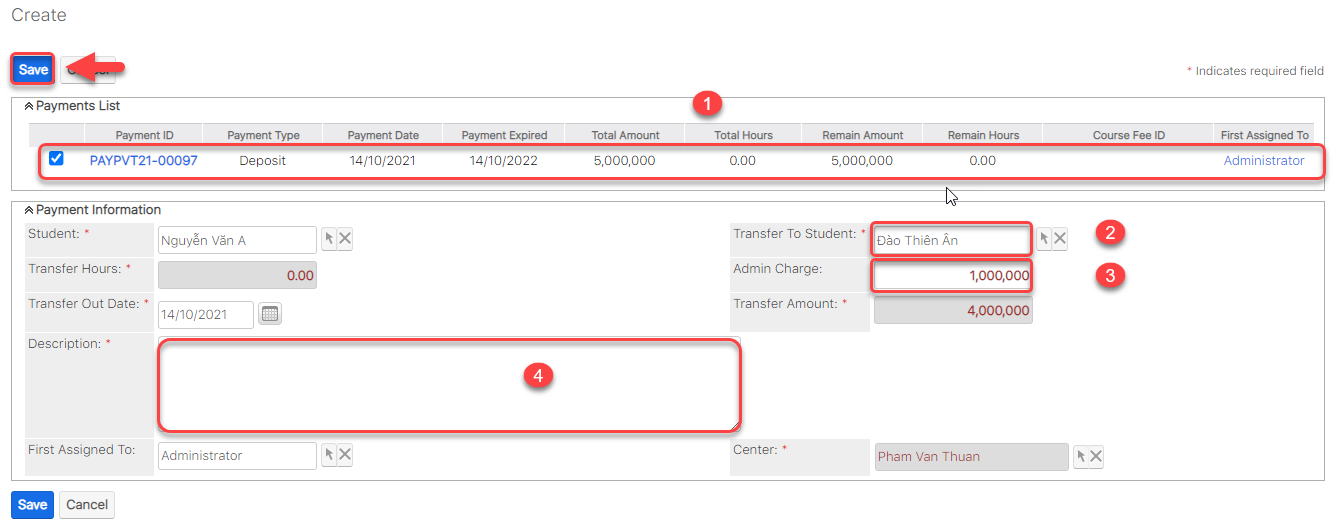 Create
Save
* Indicates required field
Payments List
1
Payment ID Payment Type Payment Date Payment Expired Total Amount Total Hours Remain Amount Remain Hours Course Fee ID First Assigned To
PAYPVT21-00097 Deposit 14/10/2021 14/10/2022 5,000,000 0.00 5,000,000 0.00 Administrator
Payment Information
Student: * Nguyễn Văn A Transfer To Student: * Đào Thiên Ân 2
Transfer Hours: * 0.00 Admin Charge: 1,000,000 3
Transfer Out Date: * 14/10/2021 Transfer Amount: * 4,000,000
Description: *
4
First Assigned To: Administrator Center: * Pham Van Thuan
Save Cancel